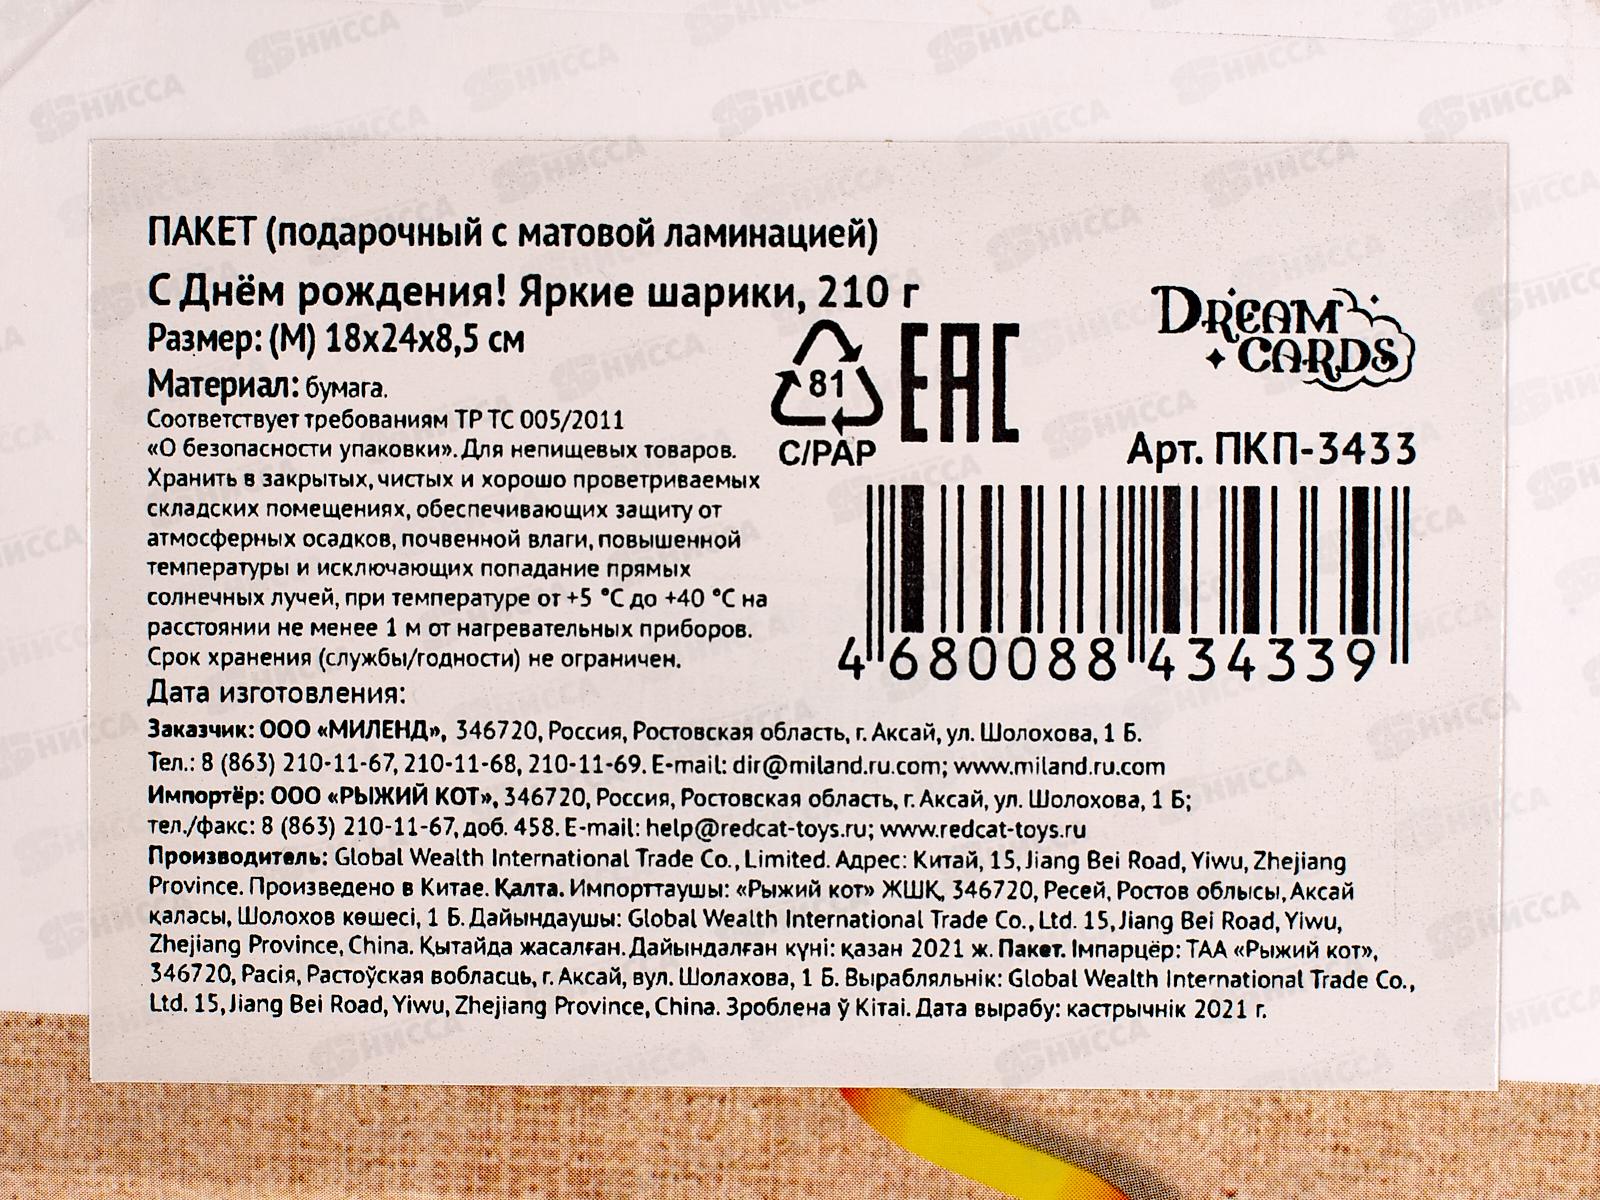 ПАКЕТ (подарочный с матовой ламинацией)
С Днём рождения! Яркие шарики, 210 г
Размер: (М) 18х24х8,5 см
Материал: бумага.
Соответствует требованиям ТР ТС 005/2011
«О безопасности упаковки». Для непищевых товаров.
Хранить в закрытых, чистых и хорошо проветриваемых
складских помещениях, обеспечивающих защиту от
атмосферных осадков, почвенной влаги, повышенной
температуры и исключающих попадание прямых
солнечных лучей, при температуре от +5 °С до +40 °С на
расстоянии не менее 1 м от нагревательных приборов.
Срок хранения (службы/годности) не ограничен.
Дата изготовления:
81
C/PAP
EAC
DREAM
CARDS
Арт. ПКП-3433
4 680088 434339
Заказчик: ООО «МИЛЕНД», 346720, Россия, Ростовская область, г. Аксай, ул. Шолохова, 1 Б.
Тел.: 8 (863) 210-11-67, 210-11-68, 210-11-69. E-mail: dir@miland.ru.com; www.miland.ru.com
Импортёр: ООО «РЫЖИЙ КОТ», 346720, Россия, Ростовская область, г. Аксай, ул. Шолохова, 1 Б;
тел./факс: 8 (863) 210-11-67, доб. 458. E-mail: help@redcat-toys.ru; www.redcat-toys.ru
Производитель: Global Wealth International Trade Co., Limited. Адрес: Китай, 15, Jiang Bei Road, Yiwu, Zhejiang
Province. Произведено в Китае. Қалта. Импорттаушы: «Рыжий кот» ЖШҚ, 346720, Ресей, Ростов облысы, Аксай
қаласы, Шолохов көшесі, 1 Б. Дайындаушы: Global Wealth International Trade Co., Ltd. 15, Jiang Bei Road, Yiwu,
Zhejiang Province, China. Қытайда жасалған. Дайындалған күні: қазан 2021 ж. Пакет. Імпарцёр: ТАА «Рыжий кот»,
346720, Расія, Растоўская вобласць, г. Аксай, вул. Шолахава, 1 Б. Вырабляльнік: Global Wealth International Trade Co.,
Ltd. 15, Jiang Bei Road, Yiwu, Zhejiang Province, China. Зроблена ў Кітаі. Дата вырабу: кастрычнік 2021 г.